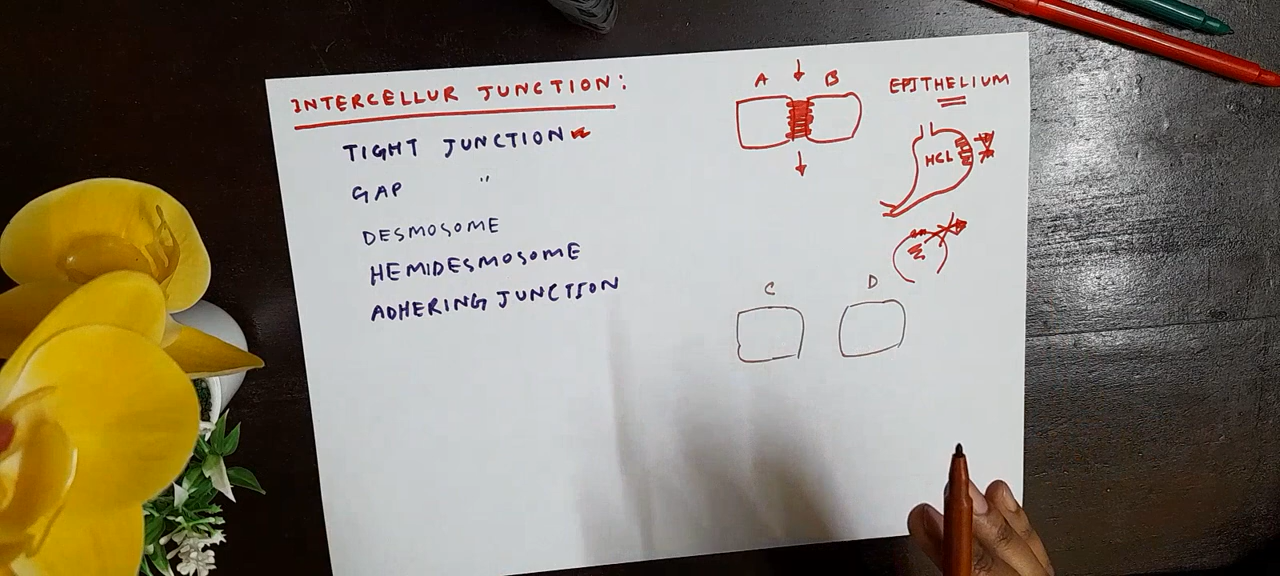 INTERCELLUR JUNCTION:
TIGHT JUNCTION
GAP "
DESMOSOME
HEMIDESMOSOME
ADHERING JUNCTION
A B
EPITHELIUM
HCL
C D